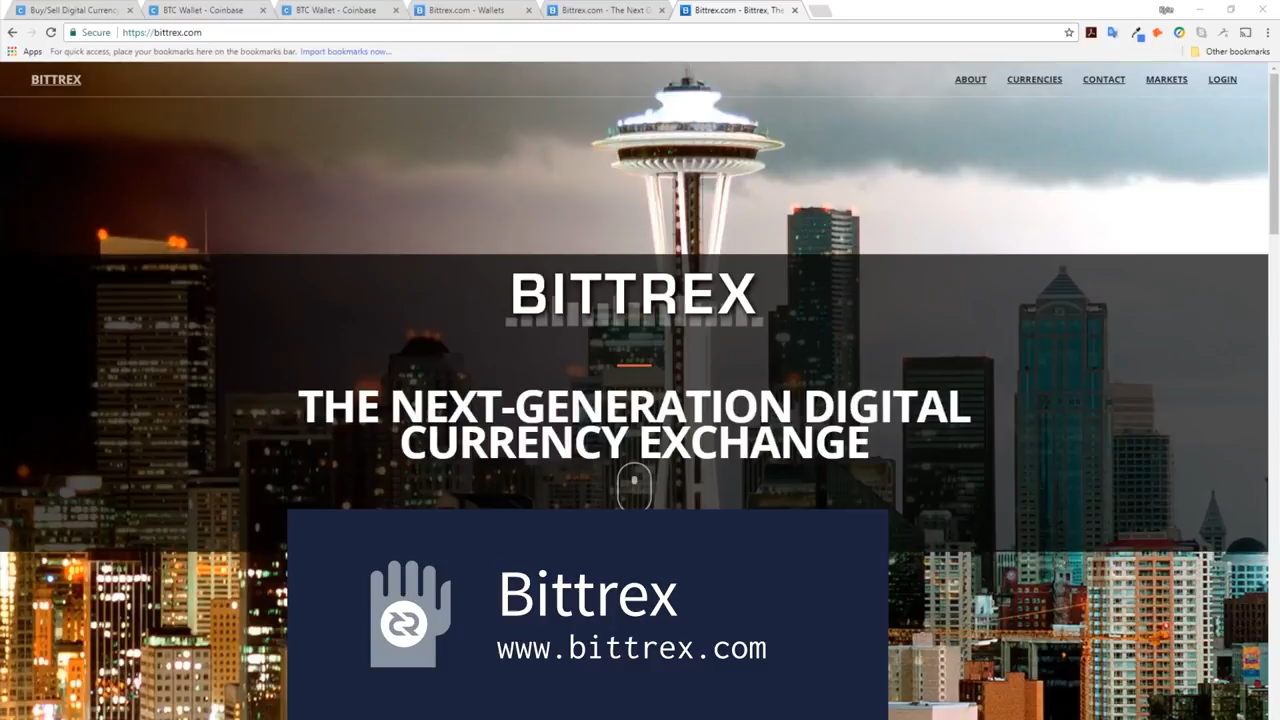 Buy/Sell Digital Currenc
BTC Wallet - Coinbase
BTC Wallet - Coinbase
Bittrex.com - Wallets
Bittrex.com - The Next G
Bittrex.com - Bittrex, The
Kyle
Secure
https://bittrex.com
Apps
For quick access, place your bookmarks here on the bookmarks bar. Import bookmarks now...
Other bookmarks
BITTREX
ABOUT
CURRENCIES
CONTACT
MARKETS
LOGIN
BITTREX
THE NEXT-GENERATION DIGITAL
CURRENCY EXCHANGE
Bittrex
www.bittrex.com